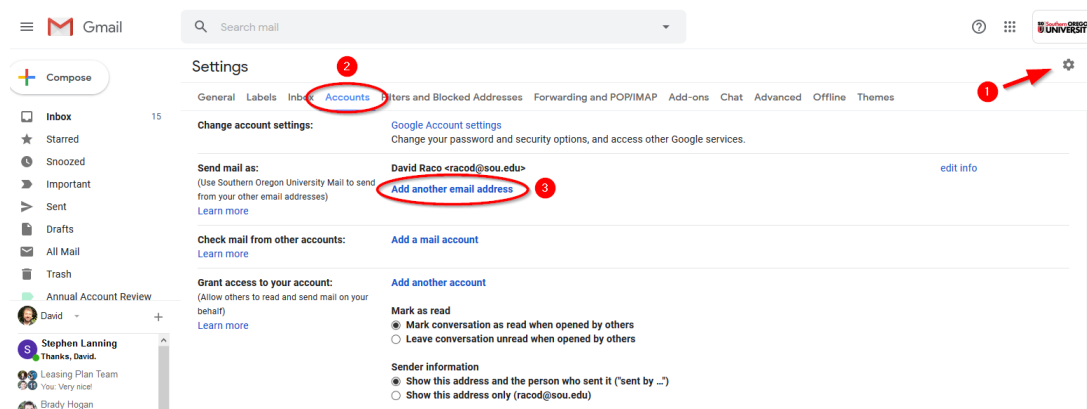 Gmail
Search mail
SO Southern OREGO
UNIVERSIT
Compose
Settings
2
1
General Labels Inbox Accounts Filters and Blocked Addresses Forwarding and POP/IMAP Add-ons Chat Advanced Offline Themes
Inbox 15
Starred
Snoozed
Important
Sent
Drafts
All Mail
Trash
Annual Account Review
David
S
Stephen Lanning
Thanks, David.
Leasing Plan Team
11
You: Very nice!
Brady Hogan
Change account settings: Google Account settings
Change your password and security options, and access other Google services.
Send mail as: David Raco <racod@sou.edu> edit info
(Use Southern Oregon University Mail to send
from your other email addresses)
Add another email address 3
Learn more
Check mail from other accounts: Add a mail account
Learn more
Grant access to your account: Add another account
(Allow others to read and send mail on your
behalf)
Learn more
Mark as read
Mark conversation as read when opened by others
Leave conversation unread when opened by others
Sender information
Show this address and the person who sent it ("sent by ...")
Show this address only (racod@sou.edu)